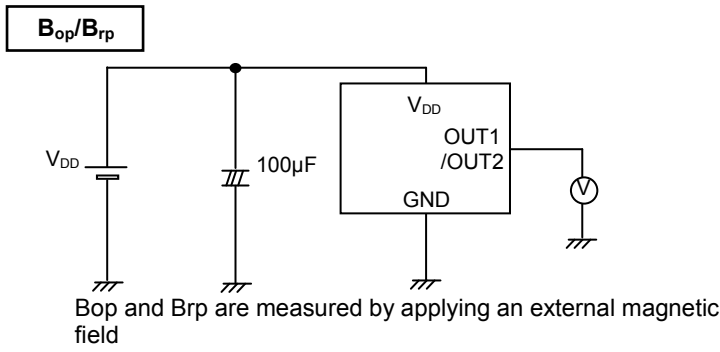 Bop/Brp
VDD
OUT1
/OUT2
VDD
100µF
V
GND
Bop and Brp are measured by applying an external magnetic
field